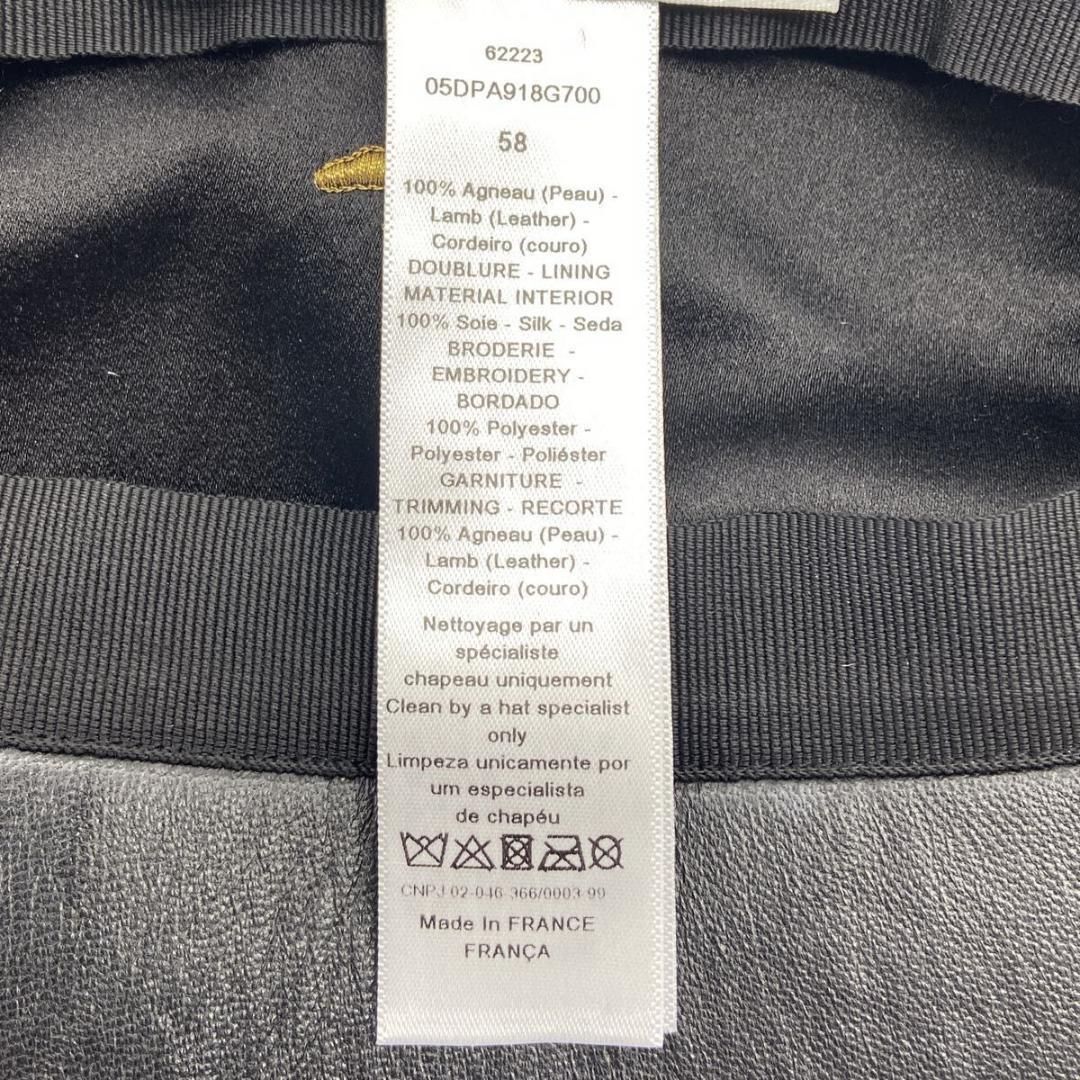 62223
05DPA918G700
58
100% Agneau (Peau) -
Lamb (Leather) -
Cordeiro (couro)
DOUBLURE - LINING
MATERIAL INTERIOR
100% Soie - Silk - Seda
BRODERIE -
EMBROIDERY -
BORDADO
100% Polyester -
Polyester - Poliéster
GARNITURE -
TRIMMING - RECORTE
100% Agneau (Peau) -
Lamb (Leather) -
Cordeiro (couro)
Nettoyage par un
spécialiste
chapeau uniquement
Clean by a hat specialist
only
Limpeza unicamente por
um especialista
de chapéu
CNPJ 02-046-366/0003-99
Made In FRANCE
FRANÇA